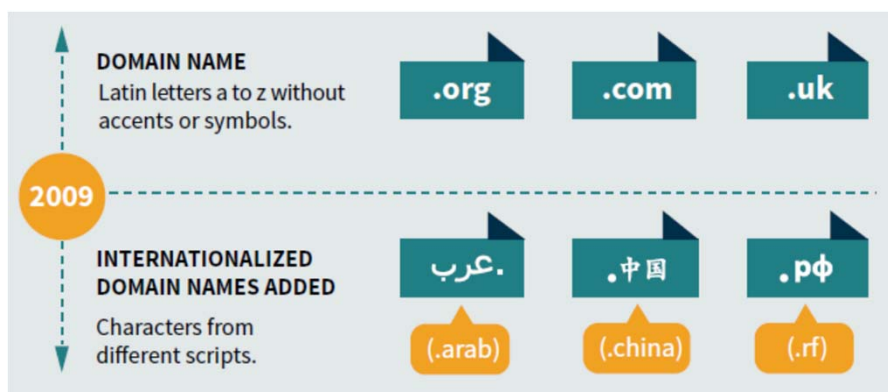 DOMAIN NAME
Latin letters a to z without
accents or symbols.
.org
.com
.uk
2009
INTERNATIONALIZED
DOMAIN NAMES ADDED
Characters from
different scripts.
.عرب
.中国
.рф
(.arab)
(.china)
(.rf)